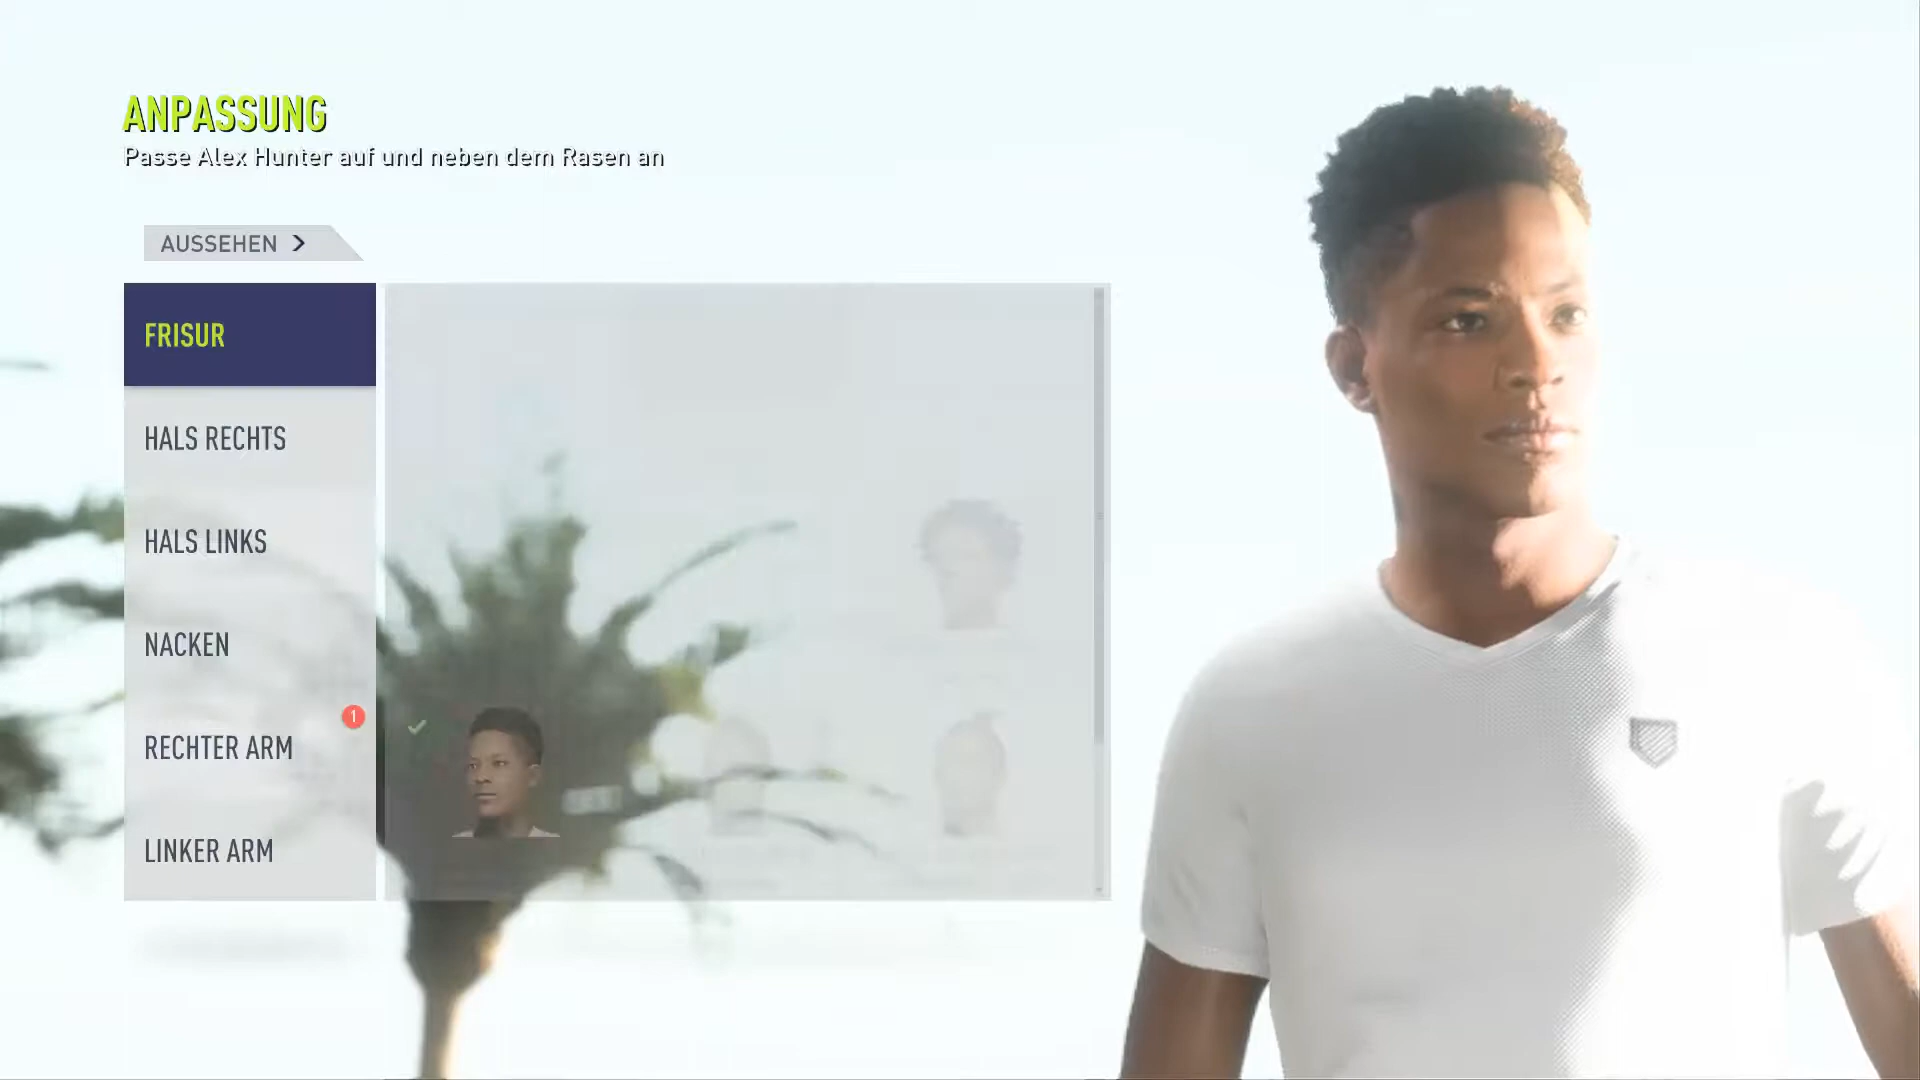 ANPASSUNG
Passe Alex Hunter auf und neben dem Rasen an
AUSSEHEN
FRISUR
HALS RECHTS
HALS LINKS
NACKEN
1
RECHTER ARM
LINKER ARM